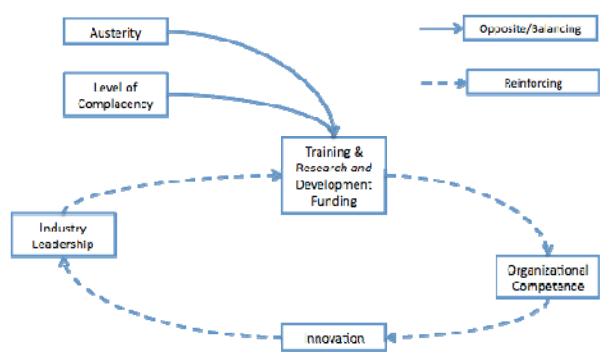 Austerity
Opposite/Balancing
Level of
Complacency
Reinforcing
Training &
Research and
Development
Funding
Industry
Leadership
Organizational
Competence
Innovation